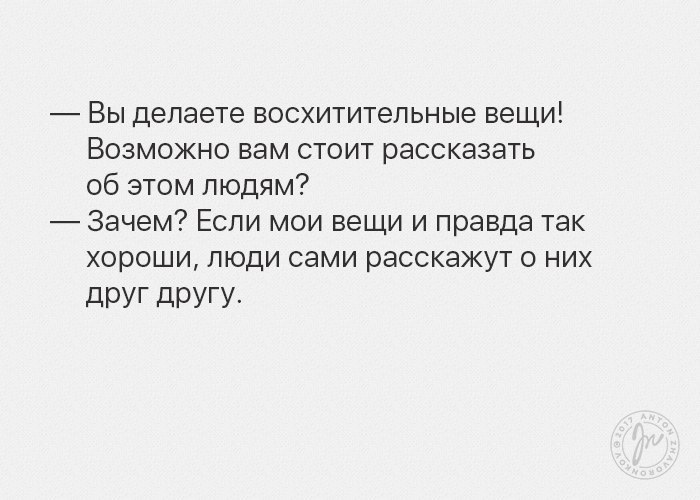 — Вы делаете восхитительные вещи!
Возможно вам стоит рассказать
об этом людям?
— Зачем? Если мои вещи и правда так
хороши, люди сами расскажут о них
друг другу.
© 2017 ANTON ZHAVORONKOV